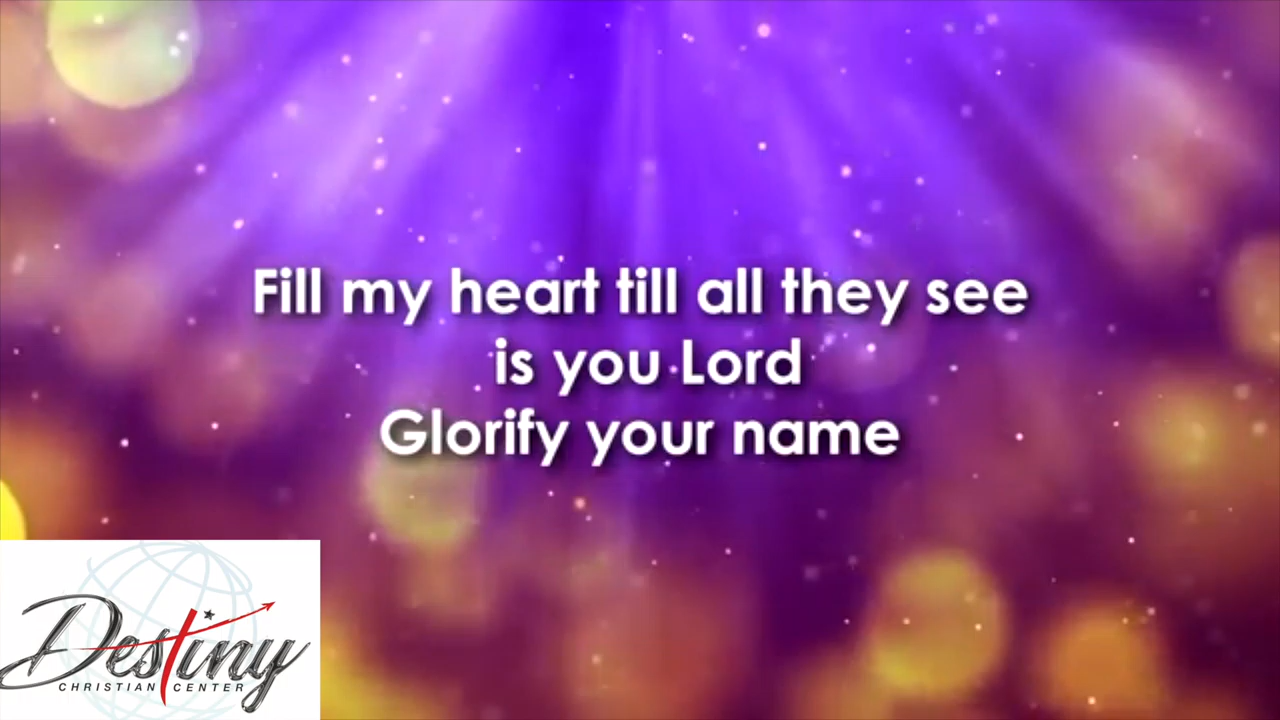 Fill my heart till all they see
is you Lord
Glorify your name
Destiny
CHRISTIAN CENTER